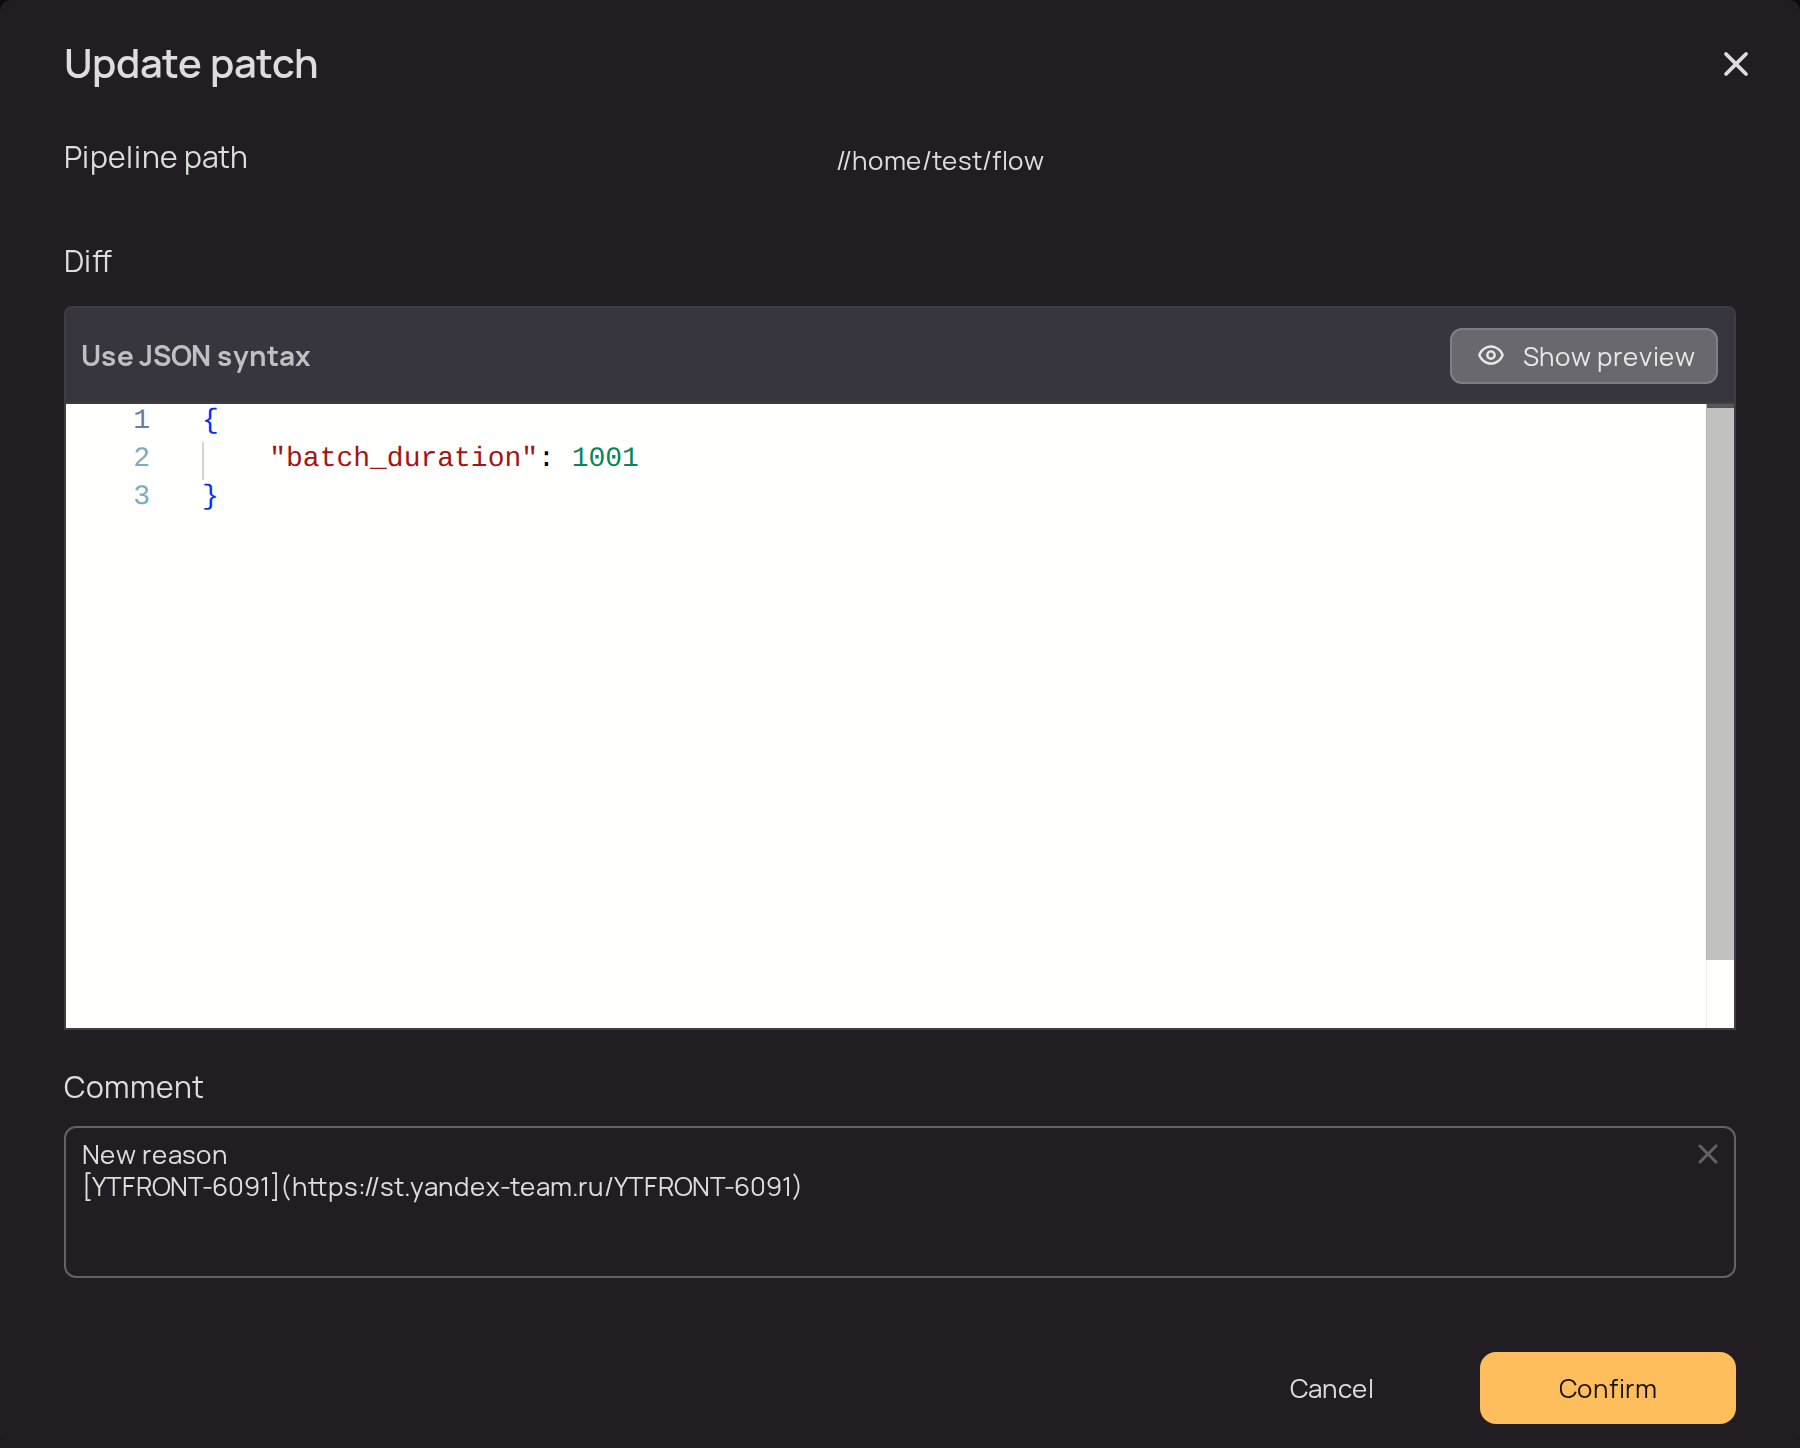 Update patch
Pipeline path
//home/test/flow
Diff
Use JSON syntax
Show preview
1 {
2     "batch_duration": 1001
3 }
Comment
New reason
[YTFRONT-6091](https://st.yandex-team.ru/YTFRONT-6091)
Cancel
Confirm